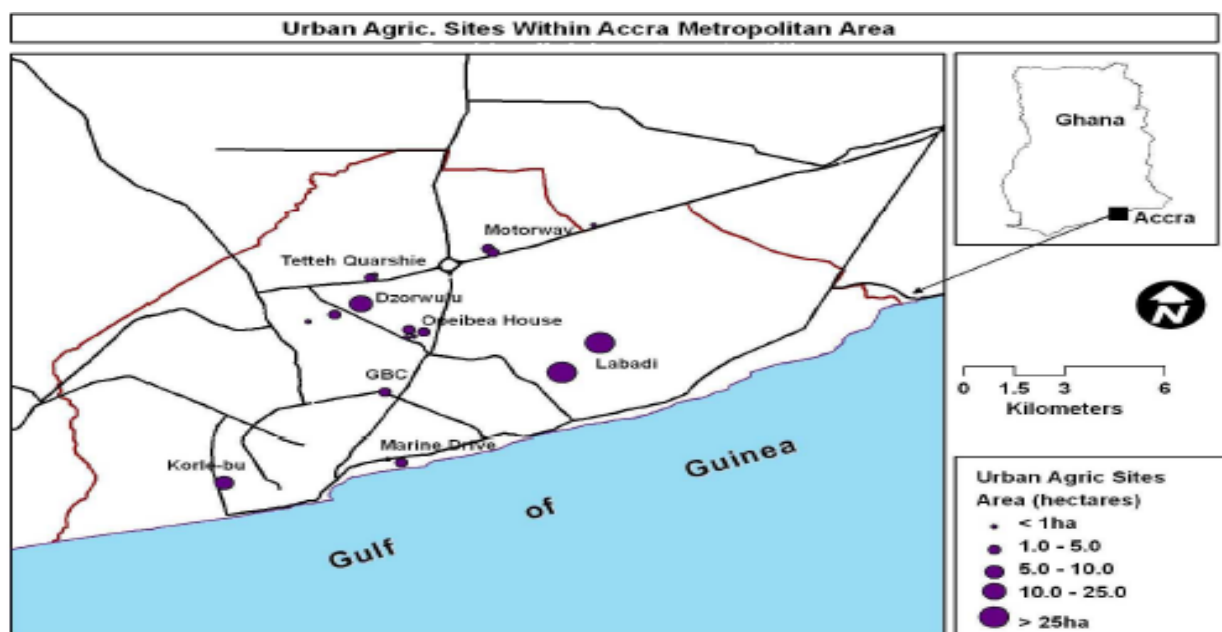 Urban Agric. Sites Within Accra Metropolitan Area
Ghana
Accra
Motorway
Tetteh Quarshie
Dzorwulu
Opeibea House
Labadi
GBC
Marine Drive
Korle-bu
Gulf of Guinea
N
0 1.5 3 6
Kilometers
Urban Agric Sites
Area (hectares)
< 1ha
1.0 - 5.0
5.0 - 10.0
10.0 - 25.0
> 25ha